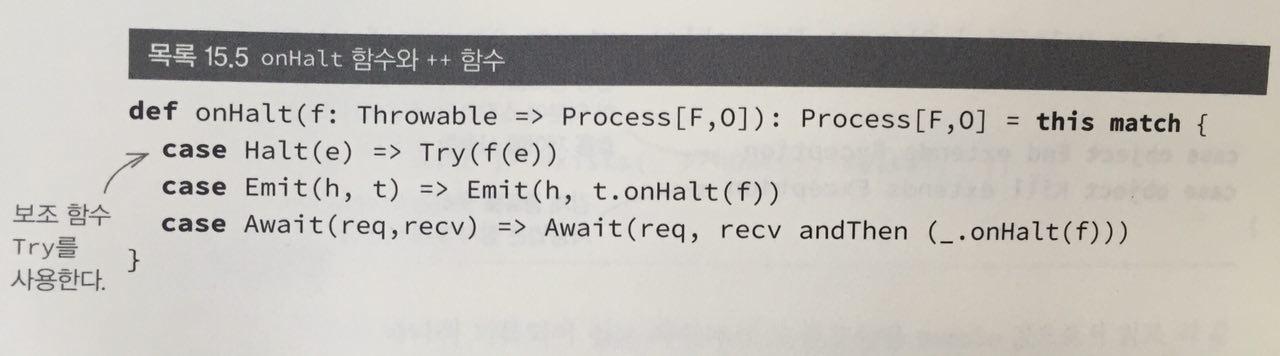 목록 15.5 onHalt 함수와 ++ 함수
def onHalt(f: Throwable => Process[F,O]): Process[F,O] = this match {
case Halt(e) => Try(f(e))
case Emit(h, t) => Emit(h, t.onHalt(f))
case Await(req,recv) => Await(req, recv andThen (_.onHalt(f)))
}
보조 함수
Try를
사용한다.